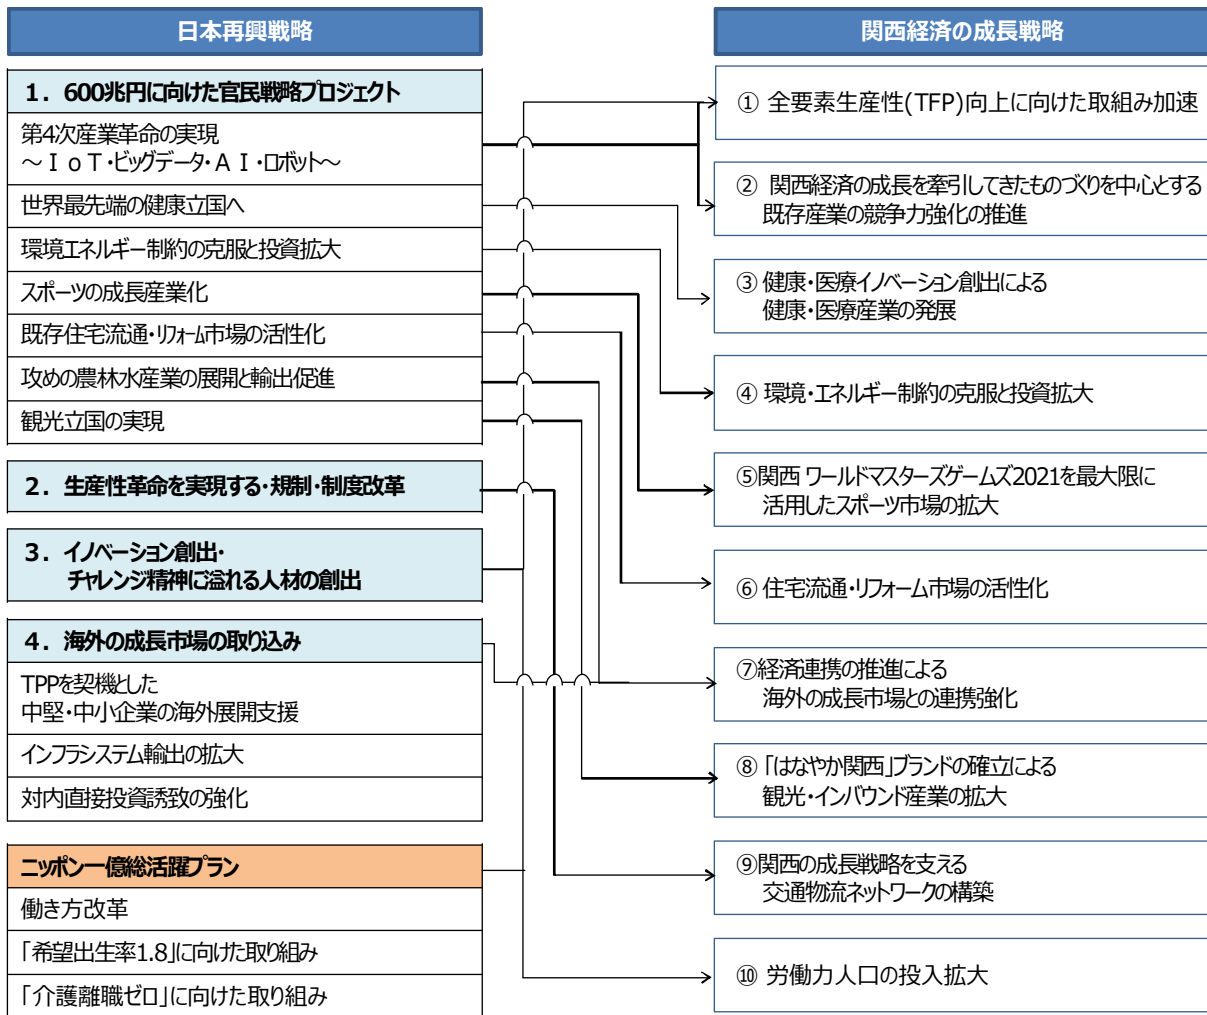 日本再興戦略
1．600兆円に向けた官民戦略プロジェクト
第4次産業革命の実現
～ＩｏＴ・ビッグデータ・ＡＩ・ロボット～
世界最先端の健康立国へ
環境エネルギー制約の克服と投資拡大
スポーツの成長産業化
既存住宅流通・リフォーム市場の活性化
攻めの農林水産業の展開と輸出促進
観光立国の実現
2．生産性革命を実現する・規制・制度改革
3．イノベーション創出・
チャレンジ精神に溢れる人材の創出
4．海外の成長市場の取り込み
TPPを契機とした
中堅・中小企業の海外展開支援
インフラシステム輸出の拡大
対内直接投資誘致の強化
ニッポン一億総活躍プラン
働き方改革
「希望出生率1.8」に向けた取り組み
「介護離職ゼロ」に向けた取り組み
関西経済の成長戦略
① 全要素生産性(TFP)向上に向けた取組み加速
② 関西経済の成長を牽引してきたものづくりを中心とする
既存産業の競争力強化の推進
③ 健康・医療イノベーション創出による
健康・医療産業の発展
④ 環境・エネルギー制約の克服と投資拡大
⑤関西 ワールドマスターズゲームズ2021を最大限に
活用したスポーツ市場の拡大
⑥ 住宅流通・リフォーム市場の活性化
⑦経済連携の推進による
海外の成長市場との連携強化
⑧ 「はなやか関西」ブランドの確立による
観光・インバウンド産業の拡大
⑨関西の成長戦略を支える
交通物流ネットワークの構築
⑩ 労働力人口の投入拡大